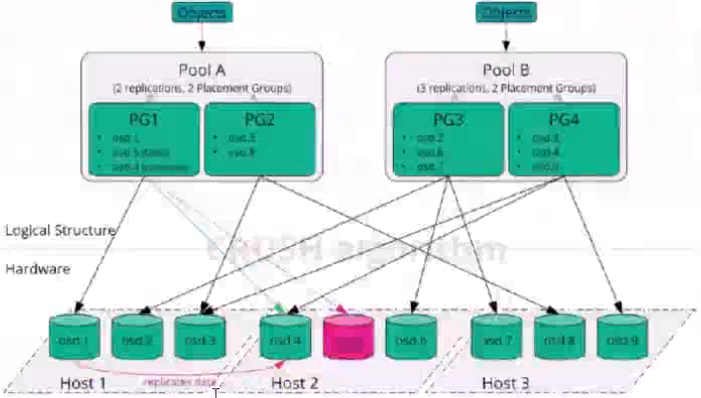 Objects
Objects
Pool A
(2 replications, 2 Placement Groups)
Pool B
(3 replications, 2 Placement Groups)
PG1
osd.1
osd.5
osd.4
PG2
osd.3
osd.8
PG3
osd.2
osd.6
osd.7
PG4
osd.3
osd.4
osd.9
Logical Structure
CRUSH algorithm
Hardware
osd.1
osd.2
osd.3
osd.4
osd.6
osd.7
osd.8
osd.9
replicates data
Host 1
Host 2
Host 3